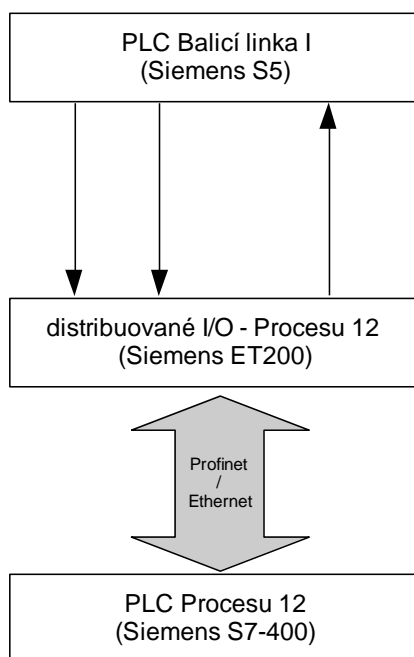 PLC Balicí linka I
(Siemens S5)
distribuované I/O - Procesu 12
(Siemens ET200)
Profinet
/
Ethernet
PLC Procesu 12
(Siemens S7-400)